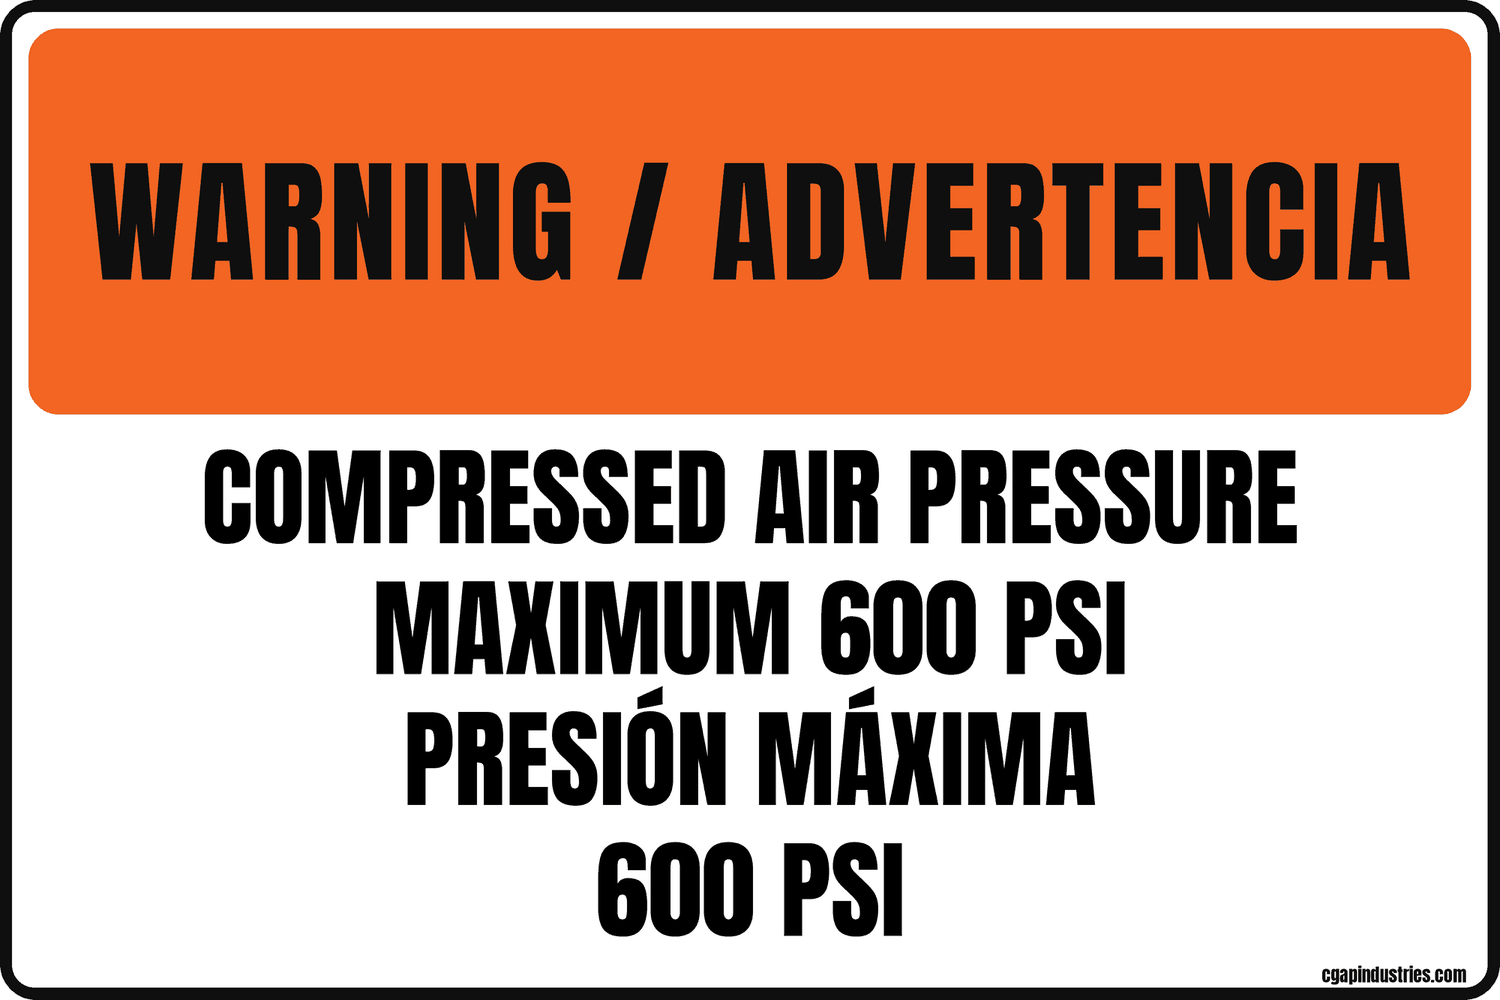 WARNING / ADVERTENCIA
COMPRESSED AIR PRESSURE
MAXIMUM 600 PSI
PRESIÓN MÁXIMA
600 PSI
cgapindustries.com